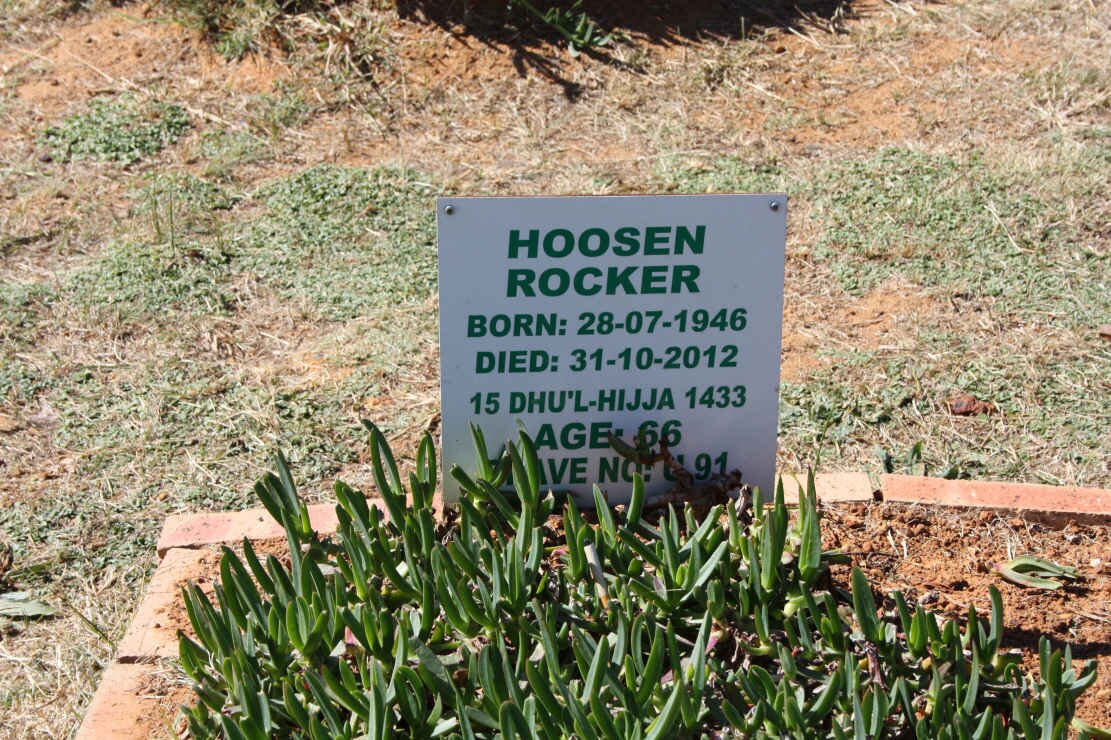 HOOSEN
ROCKER
BORN: 28-07-1946
DIED: 31-10-2012
15 DHU'L-HIJJA 1433
AGE: 66
NO: 91